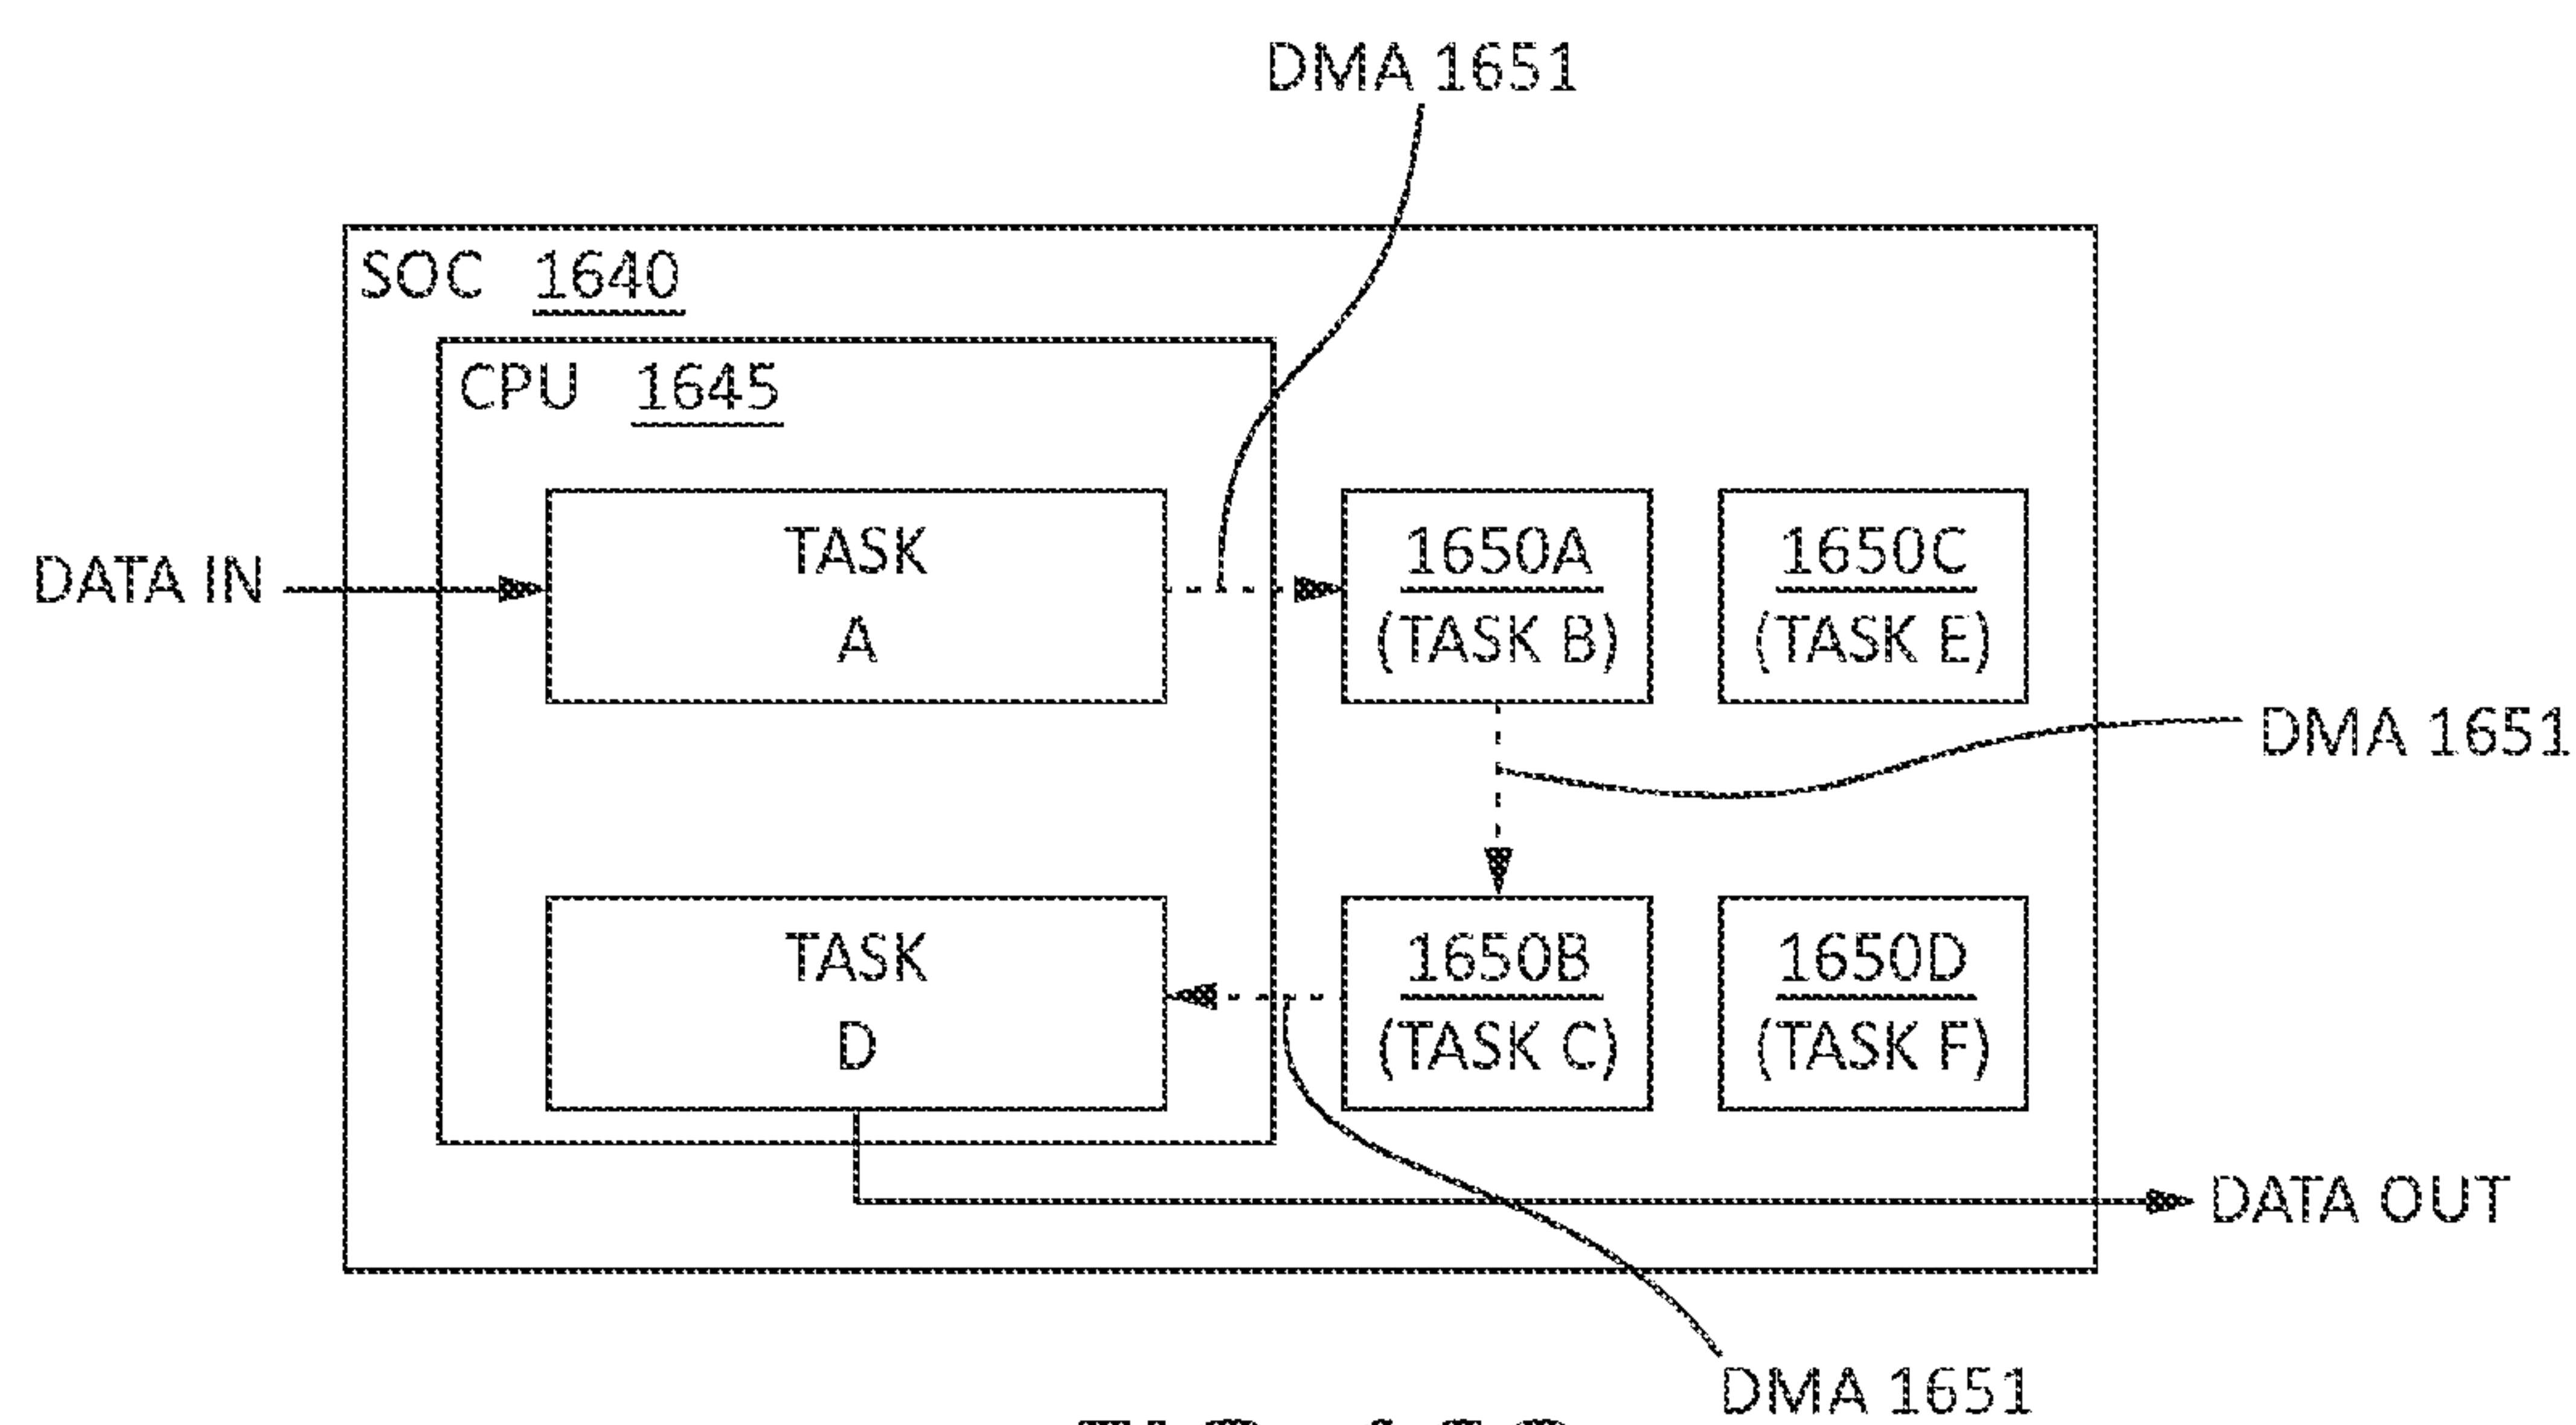 DMA 1651
SOC 1640
CPU 1645
DATA IN
TASK
A
1650A
(TASK B)
1650C
(TASK E)
DMA 1651
TASK
D
1650B
(TASK C)
1650D
(TASK F)
DATA OUT
DMA 1651